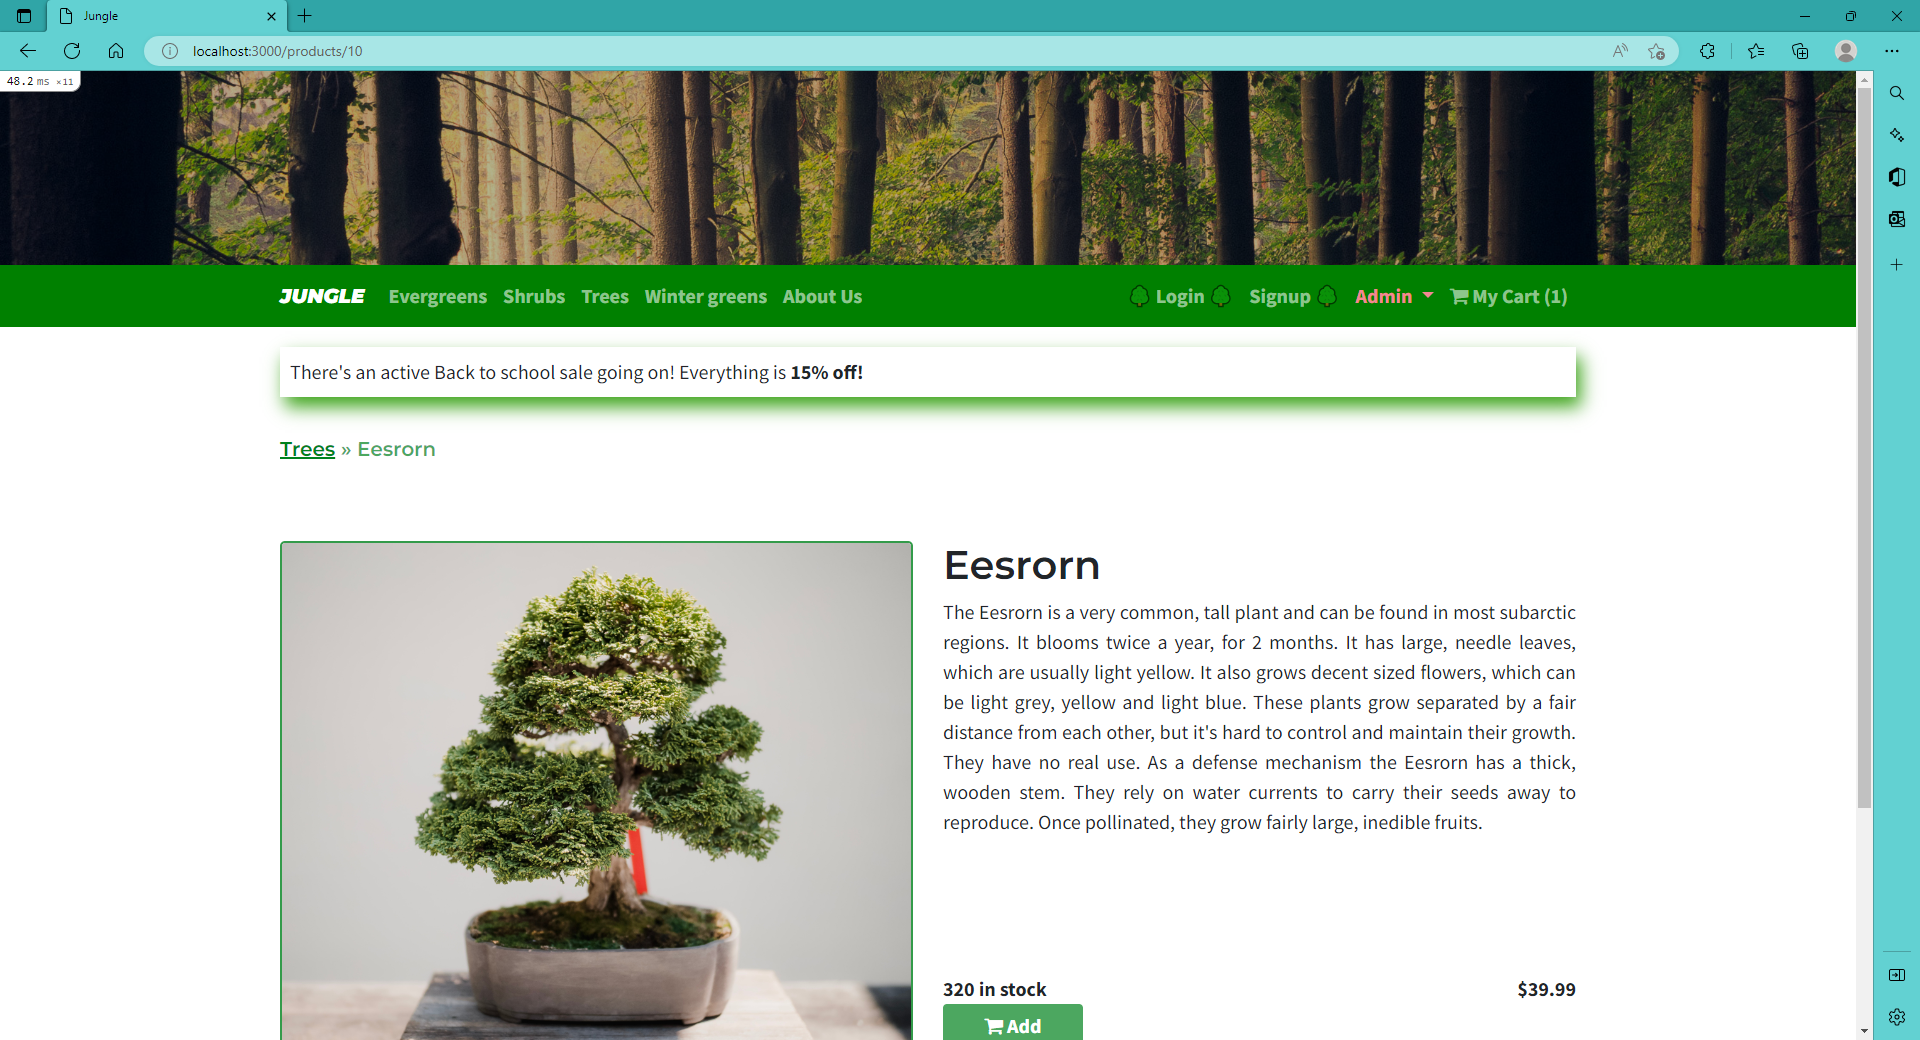 Jungle
localhost:3000/products/10
48.2 ms ×11
JUNGLE Evergreens Shrubs Trees Winter greens About Us Login Signup Admin My Cart (1)
There's an active Back to school sale going on! Everything is 15% off!
Trees » Eesrorn
Eesrorn
The Eesrorn is a very common, tall plant and can be found in most subarctic
regions. It blooms twice a year, for 2 months. It has large, needle leaves,
which are usually light yellow. It also grows decent sized flowers, which can
be light grey, yellow and light blue. These plants grow separated by a fair
distance from each other, but it's hard to control and maintain their growth.
They have no real use. As a defense mechanism the Eesrorn has a thick,
wooden stem. They rely on water currents to carry their seeds away to
reproduce. Once pollinated, they grow fairly large, inedible fruits.
320 in stock $39.99
Add